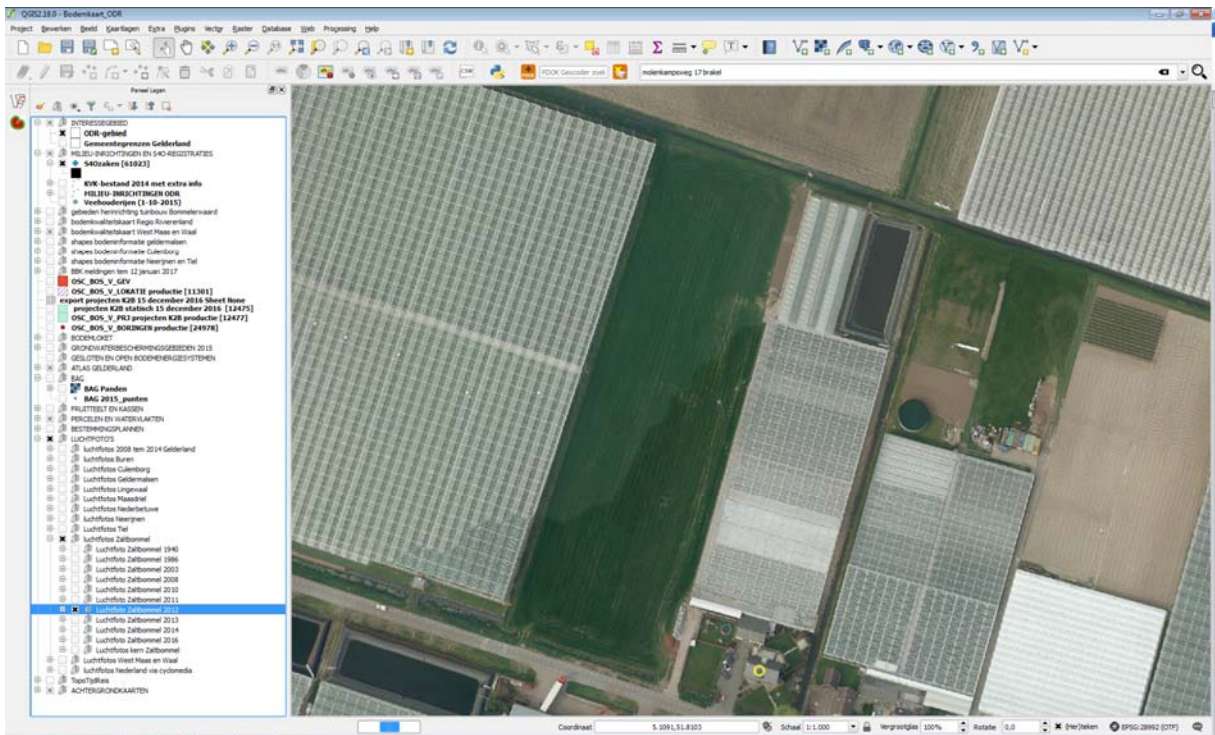 QGIS2.18.0 - Bodemkaart_ODR
Project Bewerken Beeld Kaartlagen Extra Plugins Vector Raster Database Web Progessing Help
CSW PDOK Geocoder zoek molenkampsweg 17 brakel
Paneel Lagen
INTERESSEGEBIED
ODR-gebied
Gemeentegrenzen Gelderland
MILIEU-INRICHTINGEN EN S4O-REGISTRATIES
S4Ozaken [61023]
KVK-bestand 2014 met extra info
MILIEU-INRICHTINGEN ODR
Veehouderijen (1-10-2015)
gebieden herinrichting tuinbouw Bommelerwaard
bodemkwaliteitskaart Regio Rivierenland
bodemkwaliteitskaart West Maas en Waal
shapes bodeminformatie geldermalsen
shapes bodeminformatie Culemborg
shapes bodeminformatie Neerijnen en Tiel
BBK meldingen tem 12 januari 2017
OSC_BOS_V_GEV
OSC_BOS_V_LOKATIE productie [11301]
export projecten K2B 15 december 2016 Sheet None
projecten K2B statisch 15 december 2016 [12475]
OSC_BOS_V_PRJ projecten K2B productie [12477]
OSC_BOS_V_BORINGEN productie [24978]
BODEMLOKET
GRONDWATERBESCHERMINGSGEBIEDEN 2015
GESLOTEN EN OPEN BODEMENERGIESYSTEMEN
ATLAS GELDERLAND
BAG
BAG Panden
BAG 2015_punten
FRUITTEELT EN KASSEN
PERCELEN EN WATERVLAKTEN
BESTEMMINGSPLANNEN
LUCHTFOTO'S
luchtfotos 2008 tem 2014 Gelderland
luchtfotos Buren
Luchtfotos Culemborg
Luchtfotos Geldermalsen
Luchtfotos Lingewaal
Luchtfotos Maasdriel
Luchtfotos Nederbetuwe
luchtfotos Neerijnen
Luchtfotos Tiel
luchtfotos Zaltbommel
Luchtfoto Zaltbommel 1940
Luchtfoto Zaltbommel 1986
Luchtfoto Zaltbommel 2003
Luchtfoto Zaltbommel 2008
Luchtfoto Zaltbommel 2010
Luchtfoto Zaltbommel 2011
Luchtfoto Zaltbommel 2012
Luchtfoto Zaltbommel 2013
Luchtfoto Zaltbommel 2014
Luchtfoto Zaltbommel 2016
Luchtfotos kern Zaltbommel
Luchtfotos West Maas en Waal
luchtfotos Nederland via cyclomedia
TopoTijdReis
ACHTERGRONDKAARTEN
Coordinaat 5.1091,51.8103 Schaal 1:1.000 Vergrootglas 100% Rotatie 0,0 (Her)teken EPSG:28992 (OTF)